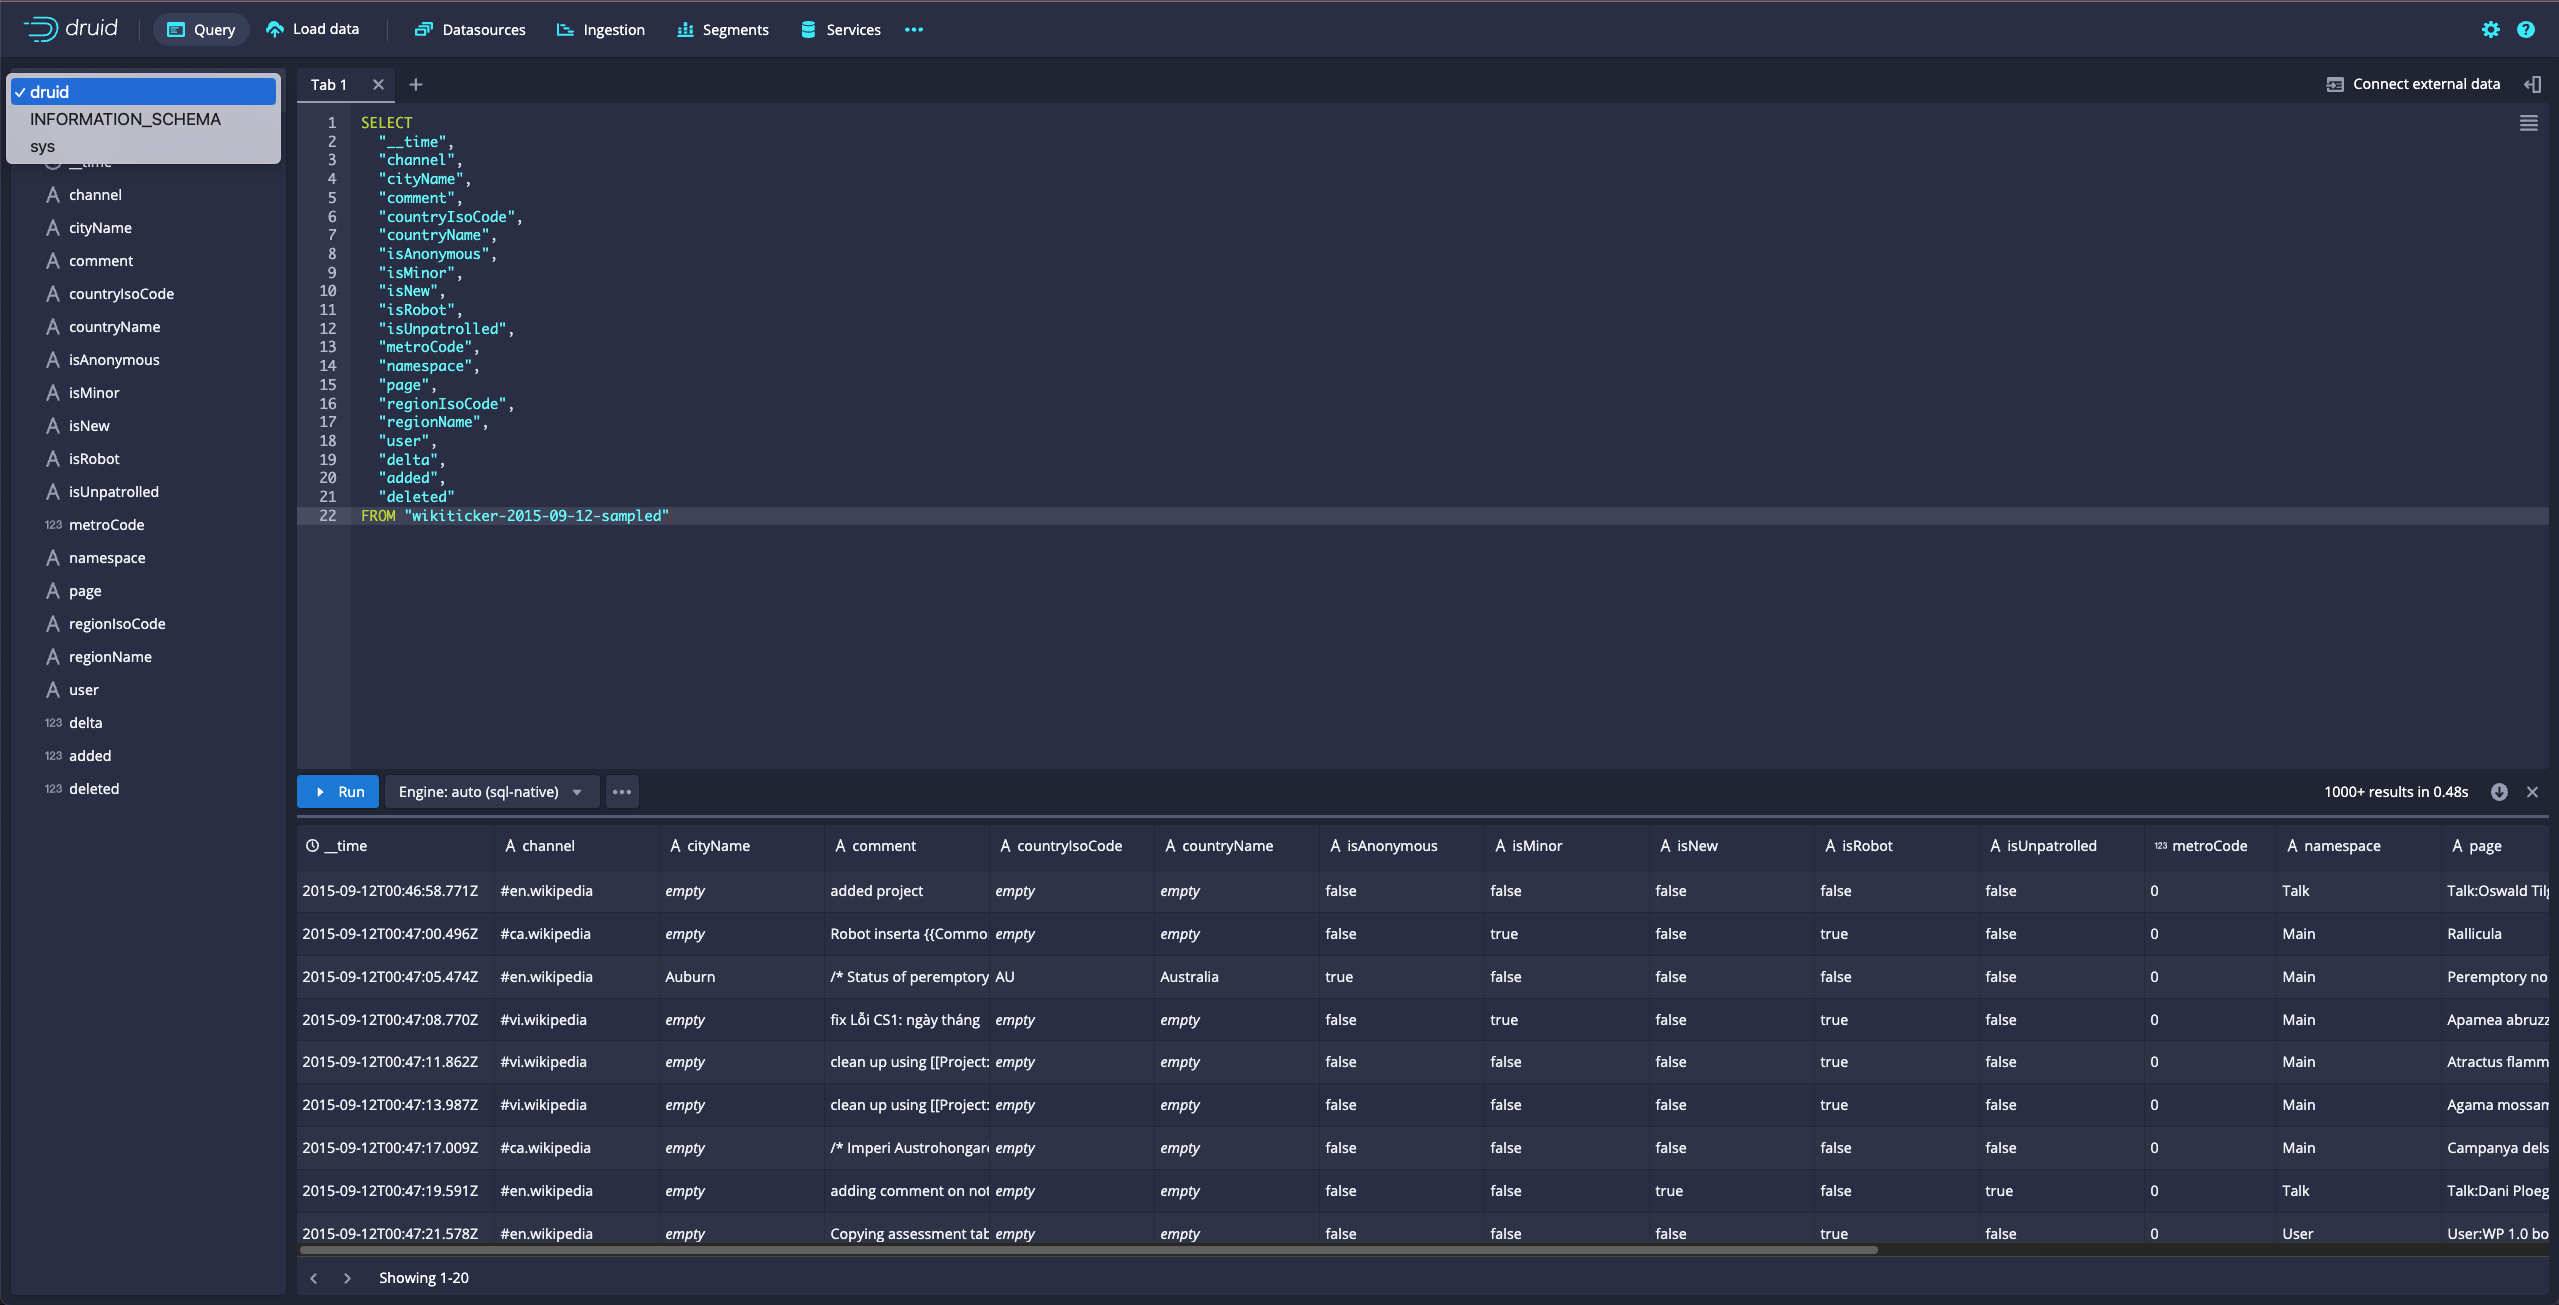 druid
Query
Load data
Datasources
Ingestion
Segments
Services
druid
INFORMATION_SCHEMA
sys
__time
channel
cityName
comment
countryIsoCode
countryName
isAnonymous
isMinor
isNew
isRobot
isUnpatrolled
123 metroCode
namespace
page
regionIsoCode
regionName
user
123 delta
123 added
123 deleted
Tab 1
Connect external data
1 SELECT
2 "__time",
3 "channel",
4 "cityName",
5 "comment",
6 "countryIsoCode",
7 "countryName",
8 "isAnonymous",
9 "isMinor",
10 "isNew",
11 "isRobot",
12 "isUnpatrolled",
13 "metroCode",
14 "namespace",
15 "page",
16 "regionIsoCode",
17 "regionName",
18 "user",
19 "delta",
20 "added",
21 "deleted"
22 FROM "wikiticker-2015-09-12-sampled"
Run
Engine: auto (sql-native)
1000+ results in 0.48s
__time A channel A cityName A comment A countryIsoCode A countryName A isAnonymous A isMinor A isNew A isRobot A isUnpatrolled 123 metroCode A namespace A page
2015-09-12T00:46:58.771Z #en.wikipedia empty added project empty empty false false false false false 0 Talk Talk:Oswald Tilg
2015-09-12T00:47:00.496Z #ca.wikipedia empty Robot inserta {{Commo empty empty false true false true false 0 Main Rallicula
2015-09-12T00:47:05.474Z #en.wikipedia Auburn /* Status of peremptory AU Australia true false false false false 0 Main Peremptory no
2015-09-12T00:47:08.770Z #vi.wikipedia empty fix Lỗi CS1: ngày tháng empty empty false true false true false 0 Main Apamea abruzz
2015-09-12T00:47:11.862Z #vi.wikipedia empty clean up using [[Project: empty empty false false false true false 0 Main Atractus flamm
2015-09-12T00:47:13.987Z #vi.wikipedia empty clean up using [[Project: empty empty false false false true false 0 Main Agama mossam
2015-09-12T00:47:17.009Z #ca.wikipedia empty /* Imperi Austrohongare empty empty false false false false false 0 Main Campanya dels
2015-09-12T00:47:19.591Z #en.wikipedia empty adding comment on not empty empty false false true false true 0 Talk Talk:Dani Ploeg
2015-09-12T00:47:21.578Z #en.wikipedia empty Copying assessment tab empty empty false false false true false 0 User User:WP 1.0 bo
Showing 1-20